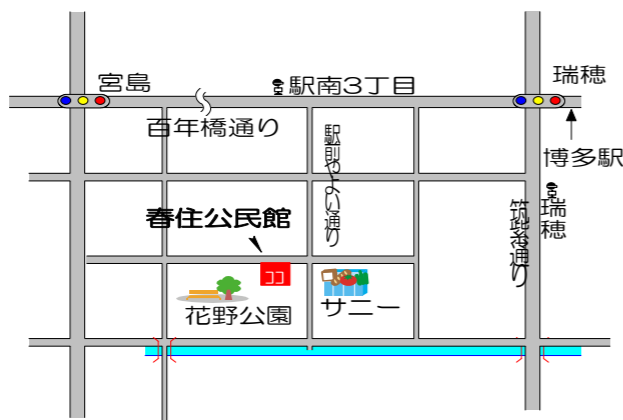 宮島
駅南3丁目
瑞穂
百年橋通り
博多駅
駅前やよい通り
瑞穂
筑紫通り
春住公民館
ココ
花野公園
サニー